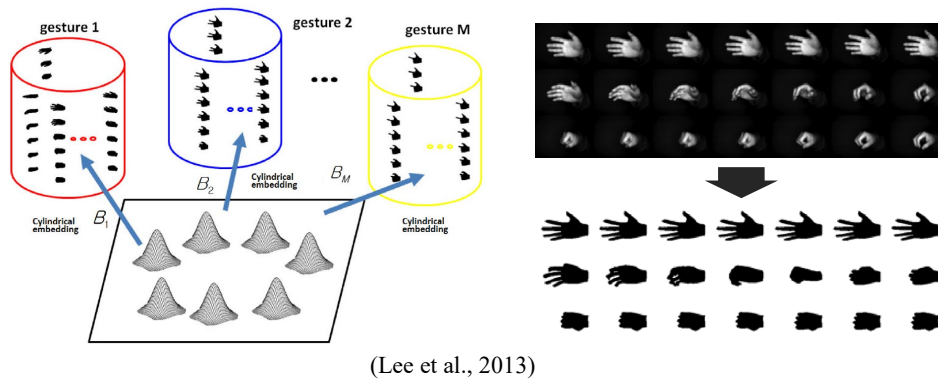 gesture 1
gesture 2
gesture M
B1
B2
BM
Cylindrical
embedding
Cylindrical
embedding
Cylindrical
embedding
(Lee et al., 2013)